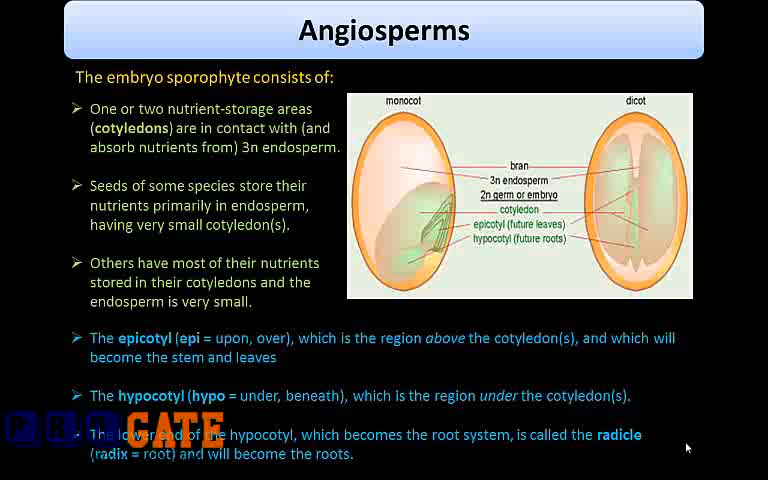 Angiosperms
The embryo sporophyte consists of:
One or two nutrient-storage areas
(cotyledons) are in contact with (and
absorb nutrients from) 3n endosperm.
Seeds of some species store their
nutrients primarily in endosperm,
having very small cotyledon(s).
Others have most of their nutrients
stored in their cotyledons and the
endosperm is very small.
monocot
dicot
bran
3n endosperm
2n germ or embryo
cotyledon
epicotyl (future leaves)
hypocotyl (future roots)
The epicotyl (epi = upon, over), which is the region above the cotyledon(s), and which will
become the stem and leaves
The hypocotyl (hypo = under, beneath), which is the region under the cotyledon(s).
The lower end of the hypocotyl, which becomes the root system, is called the radicle
(radix = root) and will become the roots.
CATE